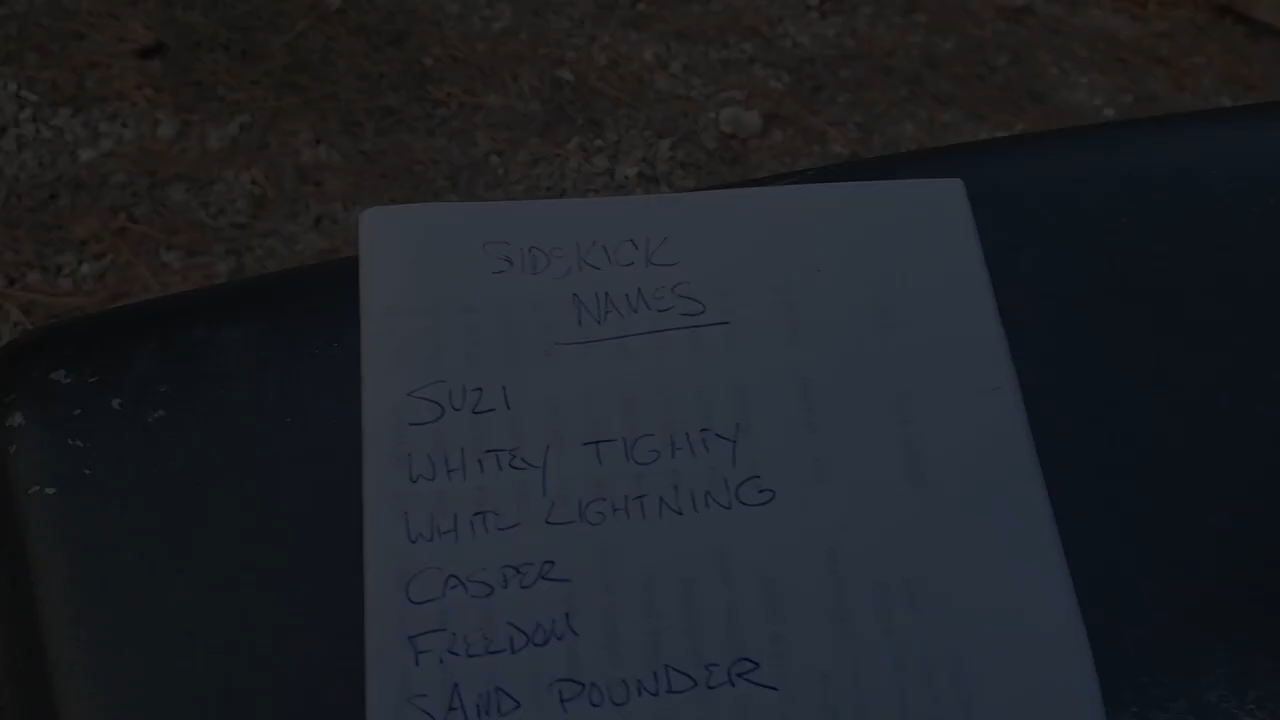 SIDEKICK
NAMES
SUZI
WHITEY TIGHTY
WHITE LIGHTNING
CASPER
FREEDOM
SAND POUNDER